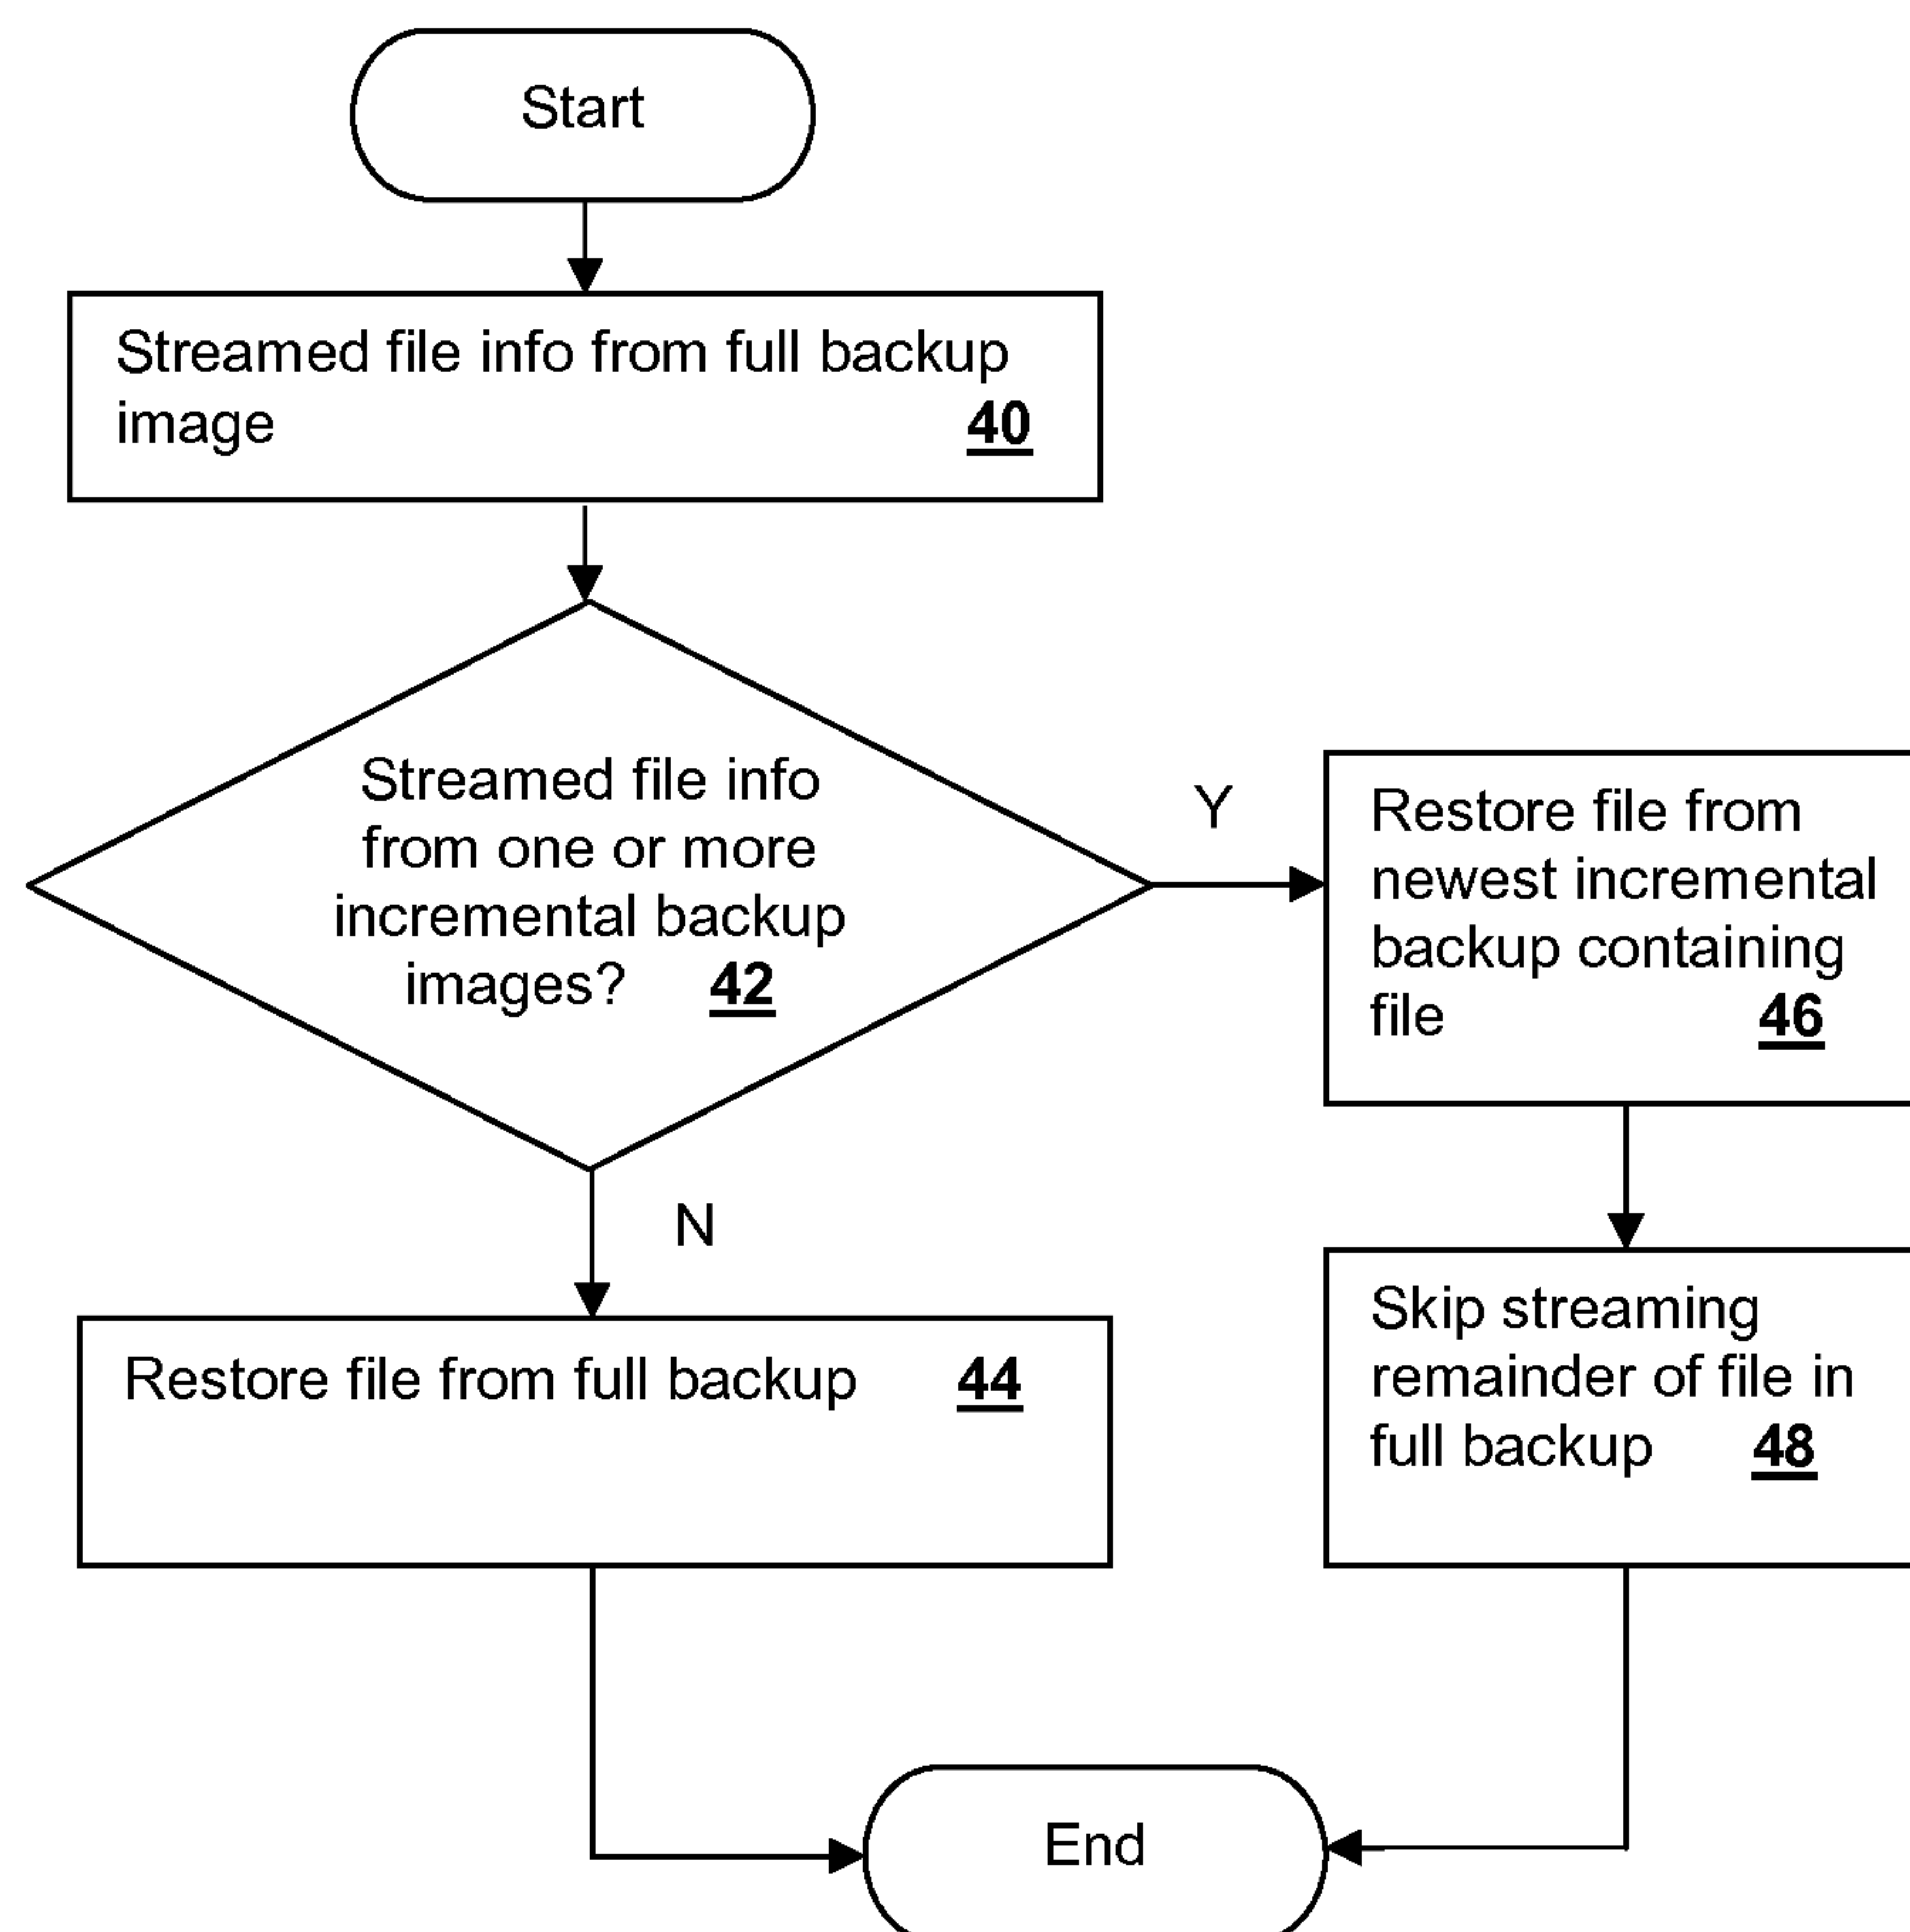 Start
Streamed file info from full backup
image 40
Streamed file info
from one or more
incremental backup
images? 42
Y
Restore file from
newest incremental
backup containing
file 46
N
Restore file from full backup 44
Skip streaming
remainder of file in
full backup 48
End